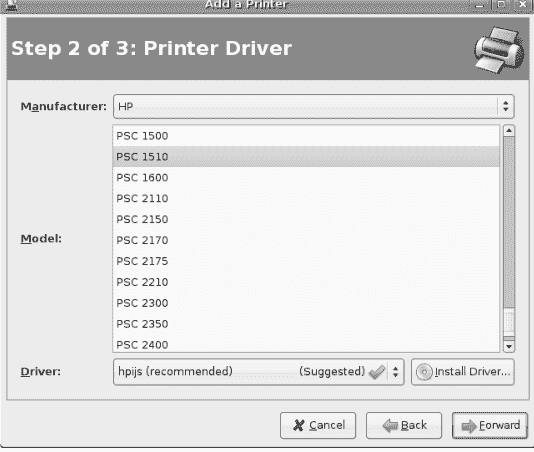 Add a Printer
Step 2 of 3: Printer Driver
Manufacturer: HP
PSC 1500
PSC 1510
PSC 1600
PSC 2110
PSC 2150
Model:
PSC 2170
PSC 2175
PSC 2210
PSC 2300
PSC 2350
PSC 2400
Driver: hpijs (recommended) (Suggested) Install Driver...
Cancel Back Forward